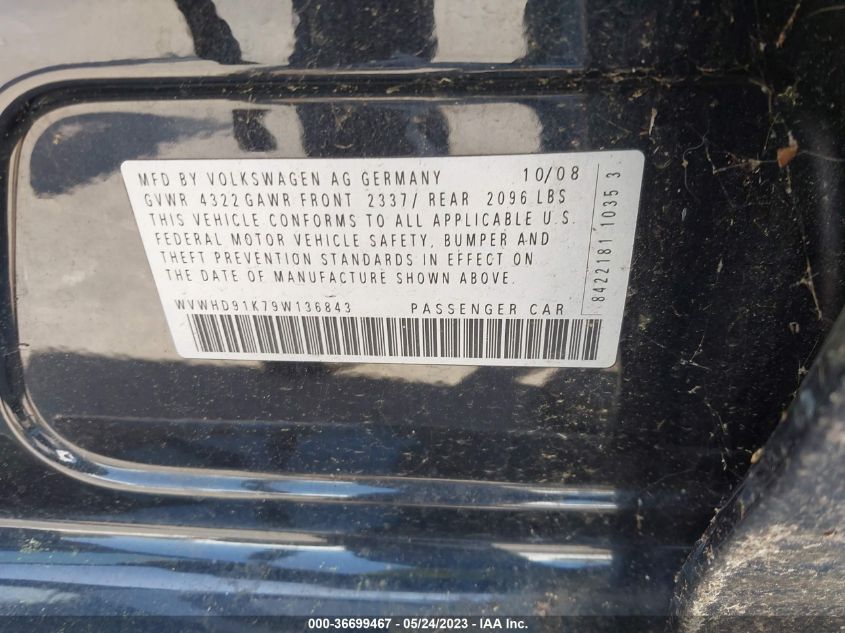 MFD BY VOLKSWAGEN AG GERMANY 10/08
GVWR 4322 GAWR FRONT 2337/ REAR 2096 LBS
THIS VEHICLE CONFORMS TO ALL APPLICABLE U.S.
FEDERAL MOTOR VEHICLE SAFETY, BUMPER AND
THEFT PREVENTION STANDARDS IN EFFECT ON
THE DATE OF MANUFACTURE SHOWN ABOVE.
WVWHD91K79W136843 PASSENGER CAR
8422181 1035 3
000-36699467 - 05/24/2023 - IAAI Inc.